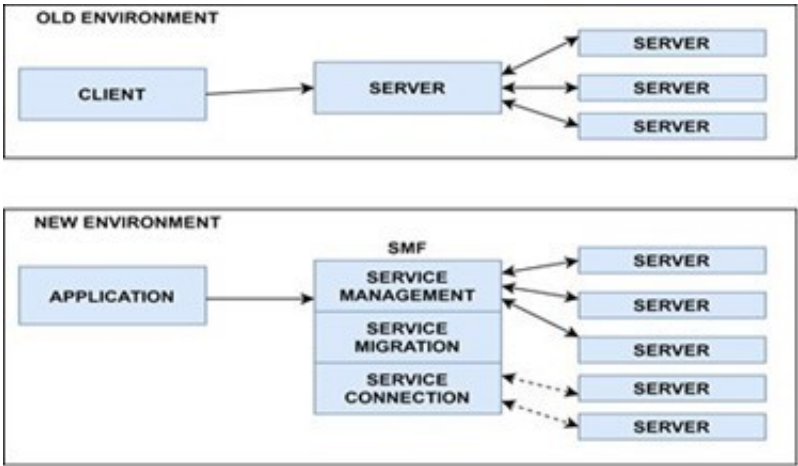 OLD ENVIRONMENT
CLIENT
SERVER
SERVER
SERVER
SERVER
NEW ENVIRONMENT
APPLICATION
SMF
SERVICE
MANAGEMENT
SERVICE
MIGRATION
SERVICE
CONNECTION
SERVER
SERVER
SERVER
SERVER
SERVER